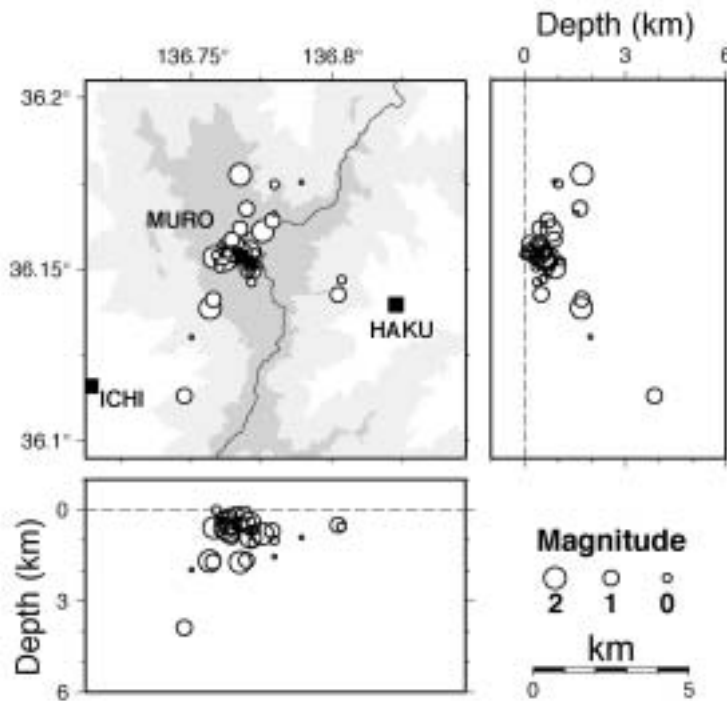 Depth (km)
136.75° 136.8° 0 3 6
36.2°
MURO
36.15°
HAKU
ICHI
36.1°
0
Depth (km)
3
6
Magnitude
2 1 0
km
0 5